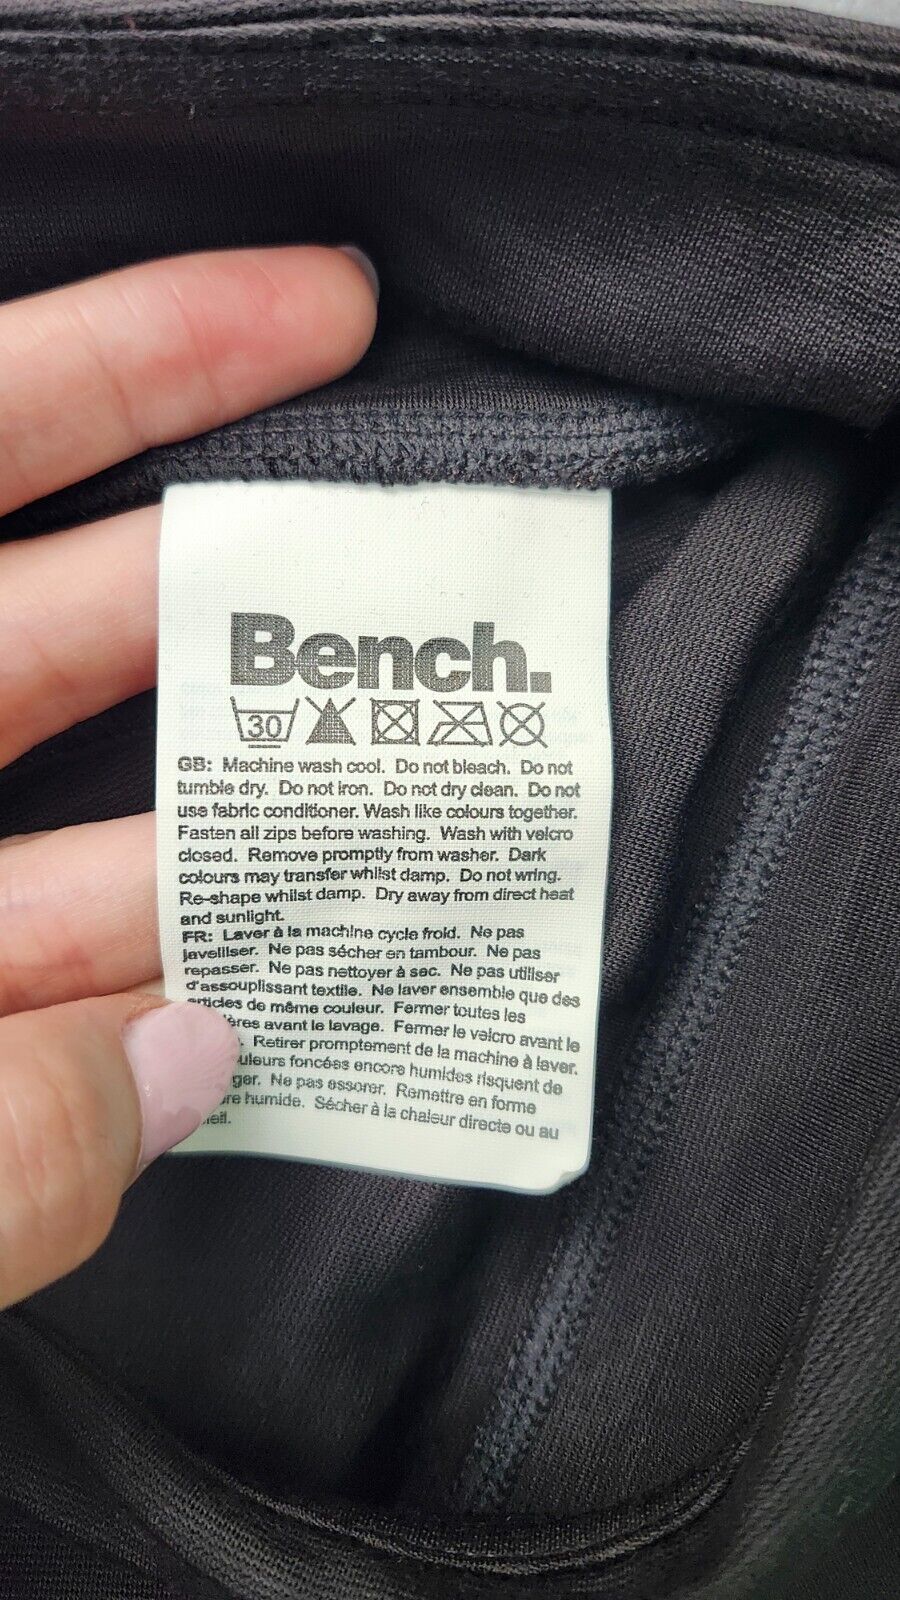 Bench.
30
GB: Machine wash cool. Do not bleach. Do not
tumble dry. Do not iron. Do not dry clean. Do not
use fabric conditioner. Wash like colours together.
Fasten all zips before washing. Wash with velcro
closed. Remove promptly from washer. Dark
colours may transfer whilst damp. Do not wring.
Re-shape whilst damp. Dry away from direct heat
and sunlight.
FR: Laver à la machine cycle froid. Ne pas
javelliser. Ne pas sécher en tambour. Ne pas
repasser. Ne pas nettoyer à sec. Ne pas utiliser
d'assouplissant textile. Ne laver ensemble que des
articles de même couleur. Fermer toutes les
avant le lavage. Fermer le velcro avant le
Retirer promptement de la machine à laver.
foncées encore humides risquent de
Ne pas essorer. Remettre en forme
humide. Sécher à la chaleur directe ou au